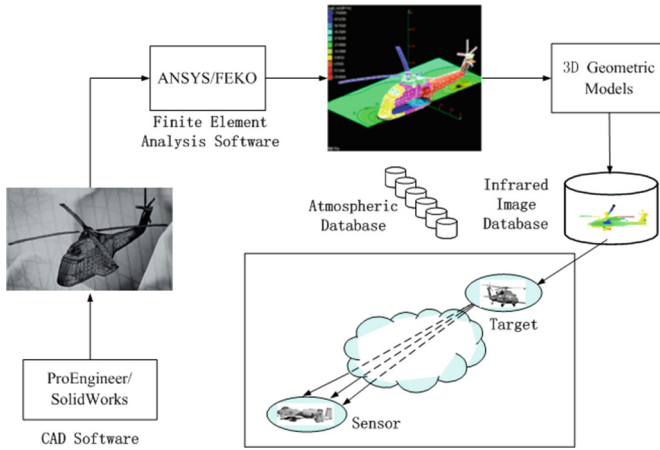 ANSYS/FEKO
Finite Element
Analysis Software
3D Geometric
Models
Atmospheric
Database
Infrared
Image
Database
Target
Sensor
ProEngineer/
SolidWorks
CAD Software